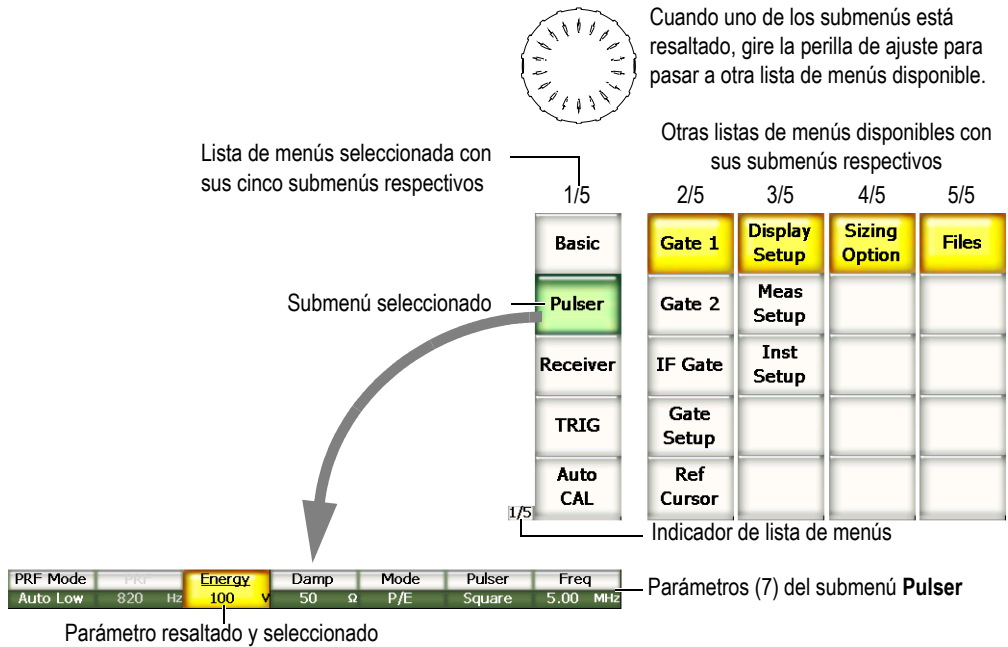 Cuando uno de los submenús está
resaltado, gire la perilla de ajuste para
pasar a otra lista de menús disponible.
Otras listas de menús disponibles con
sus submenús respectivos
Lista de menús seleccionada con
sus cinco submenús respectivos
1/5 2/5 3/5 4/5 5/5
Basic
Gate 1
Display
Setup
Sizing
Option
Files
Submenú seleccionado
Pulser
Gate 2
Meas
Setup
Receiver
IF Gate
Inst
Setup
TRIG
Gate
Setup
Auto
CAL
Ref
Cursor
1/5
Indicador de lista de menús
PRF Mode PRF Energy Damp Mode Pulser Freq
Auto Low 820 Hz 100 V 50 Ω P/E Square 5.00 MHz
Parámetros (7) del submenú Pulser
Parámetro resaltado y seleccionado